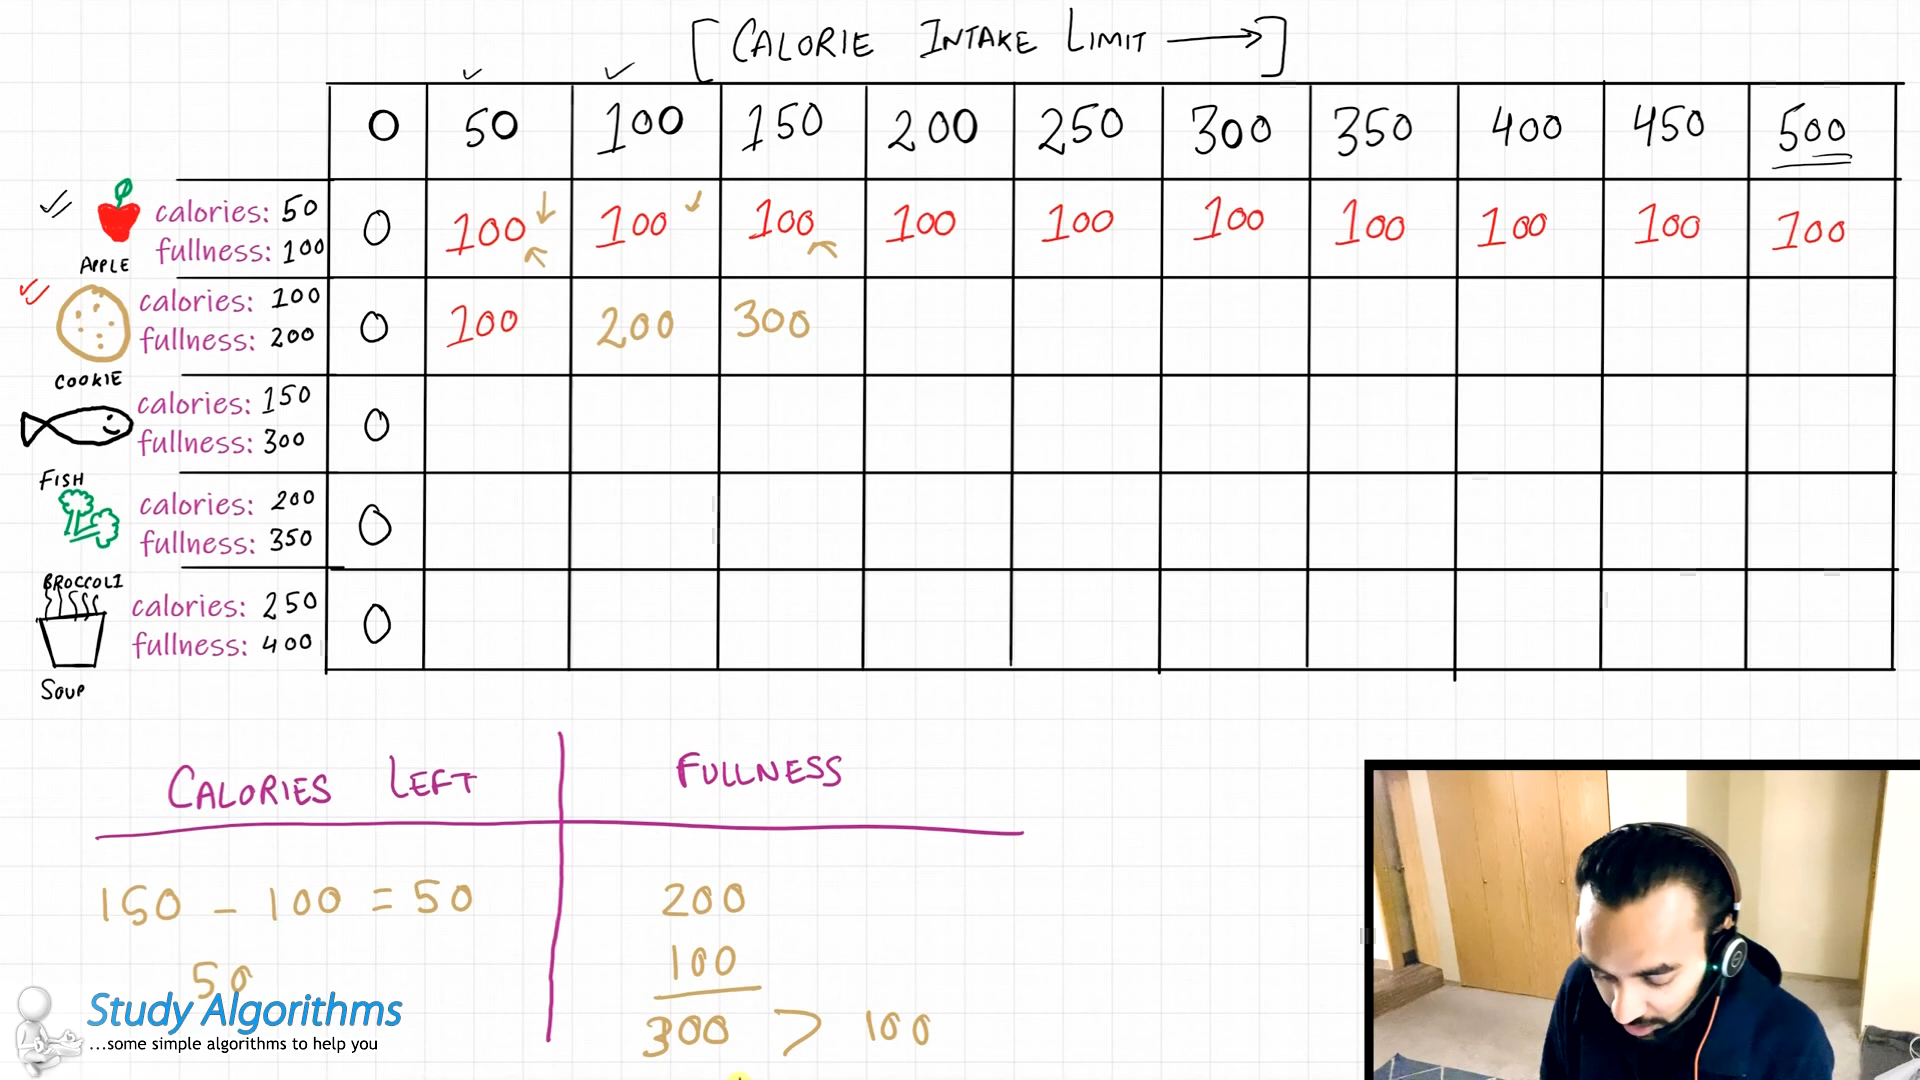 [CALORIE INTAKE LIMIT →]
0 50 100 150 200 250 300 350 400 450 500
calories: 50
fullness: 100
APPLE
0 100 100 100 100 100 100 100 100 100 100
calories: 100
fullness: 200
COOKIE
0 100 200 300
calories: 150
fullness: 300
FISH
0
calories: 200
fullness: 350
BROCCOLI
0
calories: 250
fullness: 400
SOUP
0
CALORIES LEFT FULLNESS
150 - 100 = 50 200
50 100
300 > 100
Study Algorithms
...some simple algorithms to help you